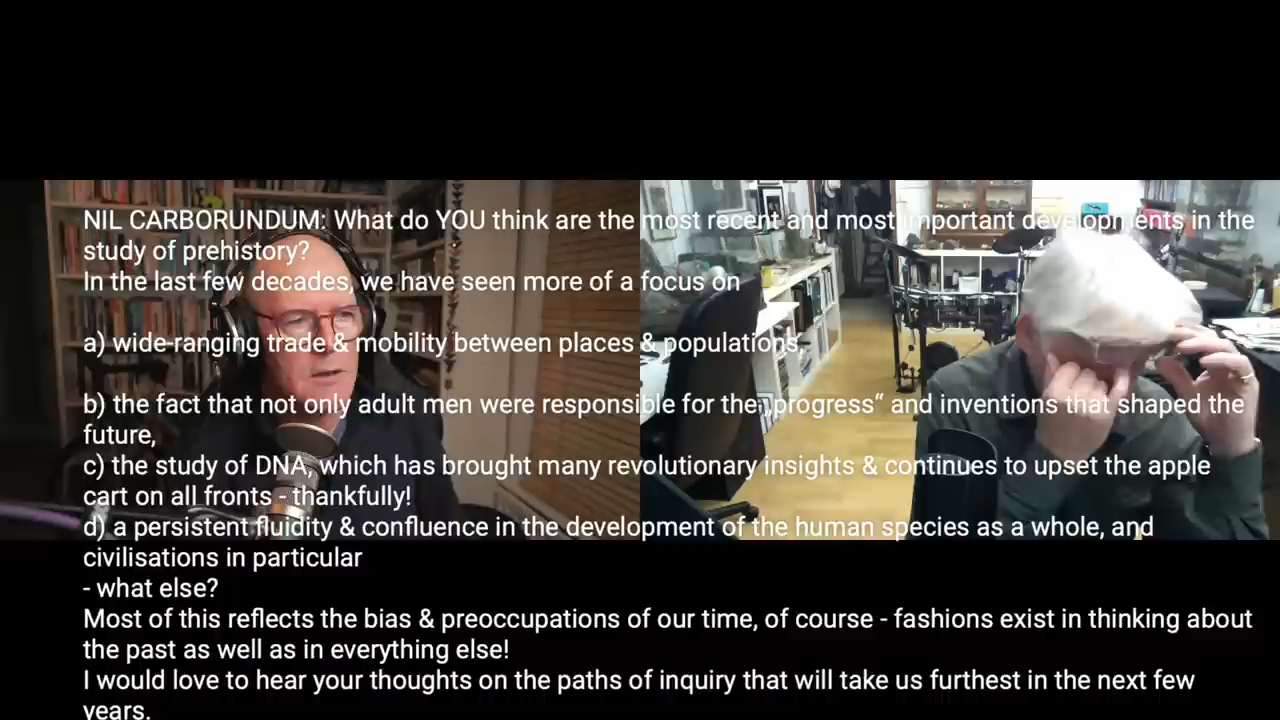 NIL CARBORUNDUM: What do YOU think are the most recent and most important developments in the
study of prehistory?
In the last few decades, we have seen more of a focus on
a) wide-ranging trade & mobility between places & populations
b) the fact that not only adult men were responsible for the „progress“ and inventions that shaped the
future,
c) the study of DNA, which has brought many revolutionary insights & continues to upset the apple
cart on all fronts - thankfully!
d) a persistent fluidity & confluence in the development of the human species as a whole, and
civilisations in particular
- what else?
Most of this reflects the bias & preoccupations of our time, of course - fashions exist in thinking about
the past as well as in everything else!
I would love to hear your thoughts on the paths of inquiry that will take us furthest in the next few
years.